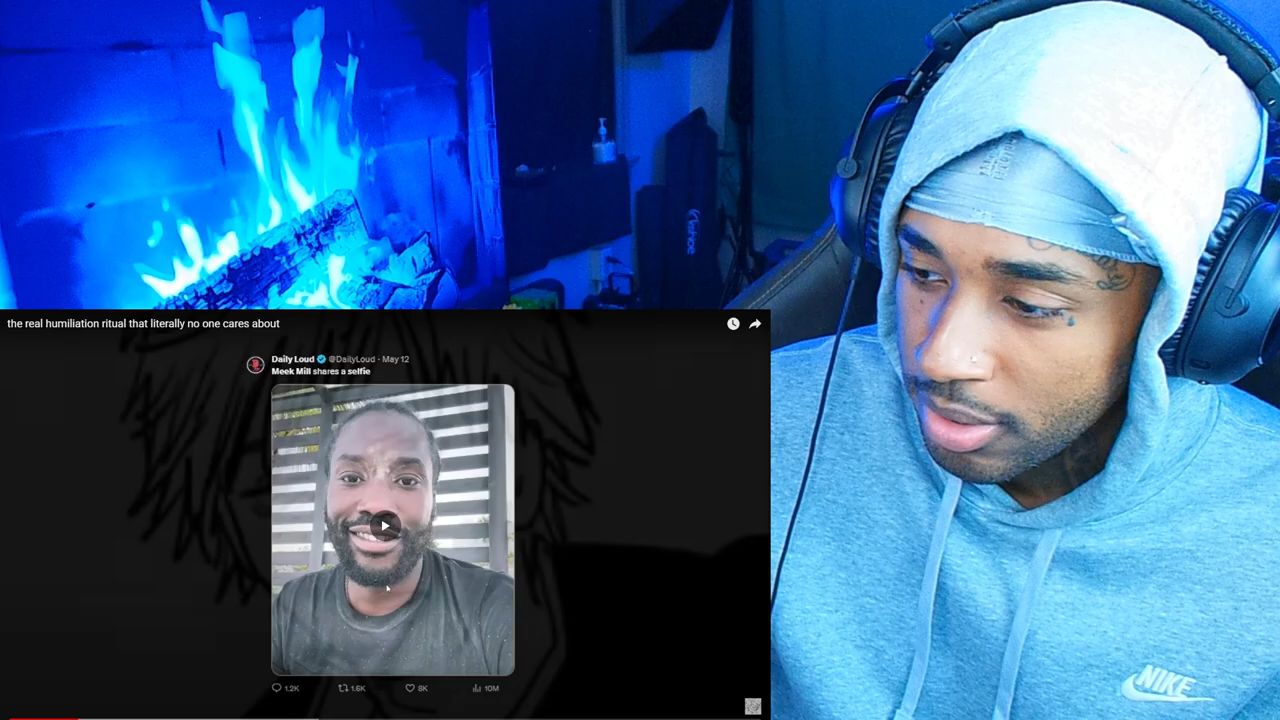 the real humiliation ritual that literally no one cares about
Daily Loud @DailyLoud · May 12
Meek Mill shares a selfie
1.2K 1.6K 8K 10M
NIKE